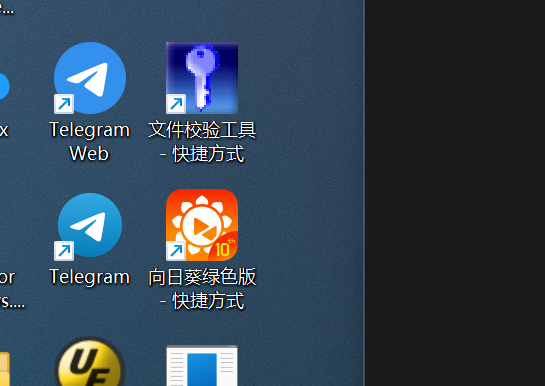 e...
x
Telegram
Web
文件校验工具
- 快捷方式
10th
or
s....
Telegram
向日葵绿色版
- 快捷方式
UF